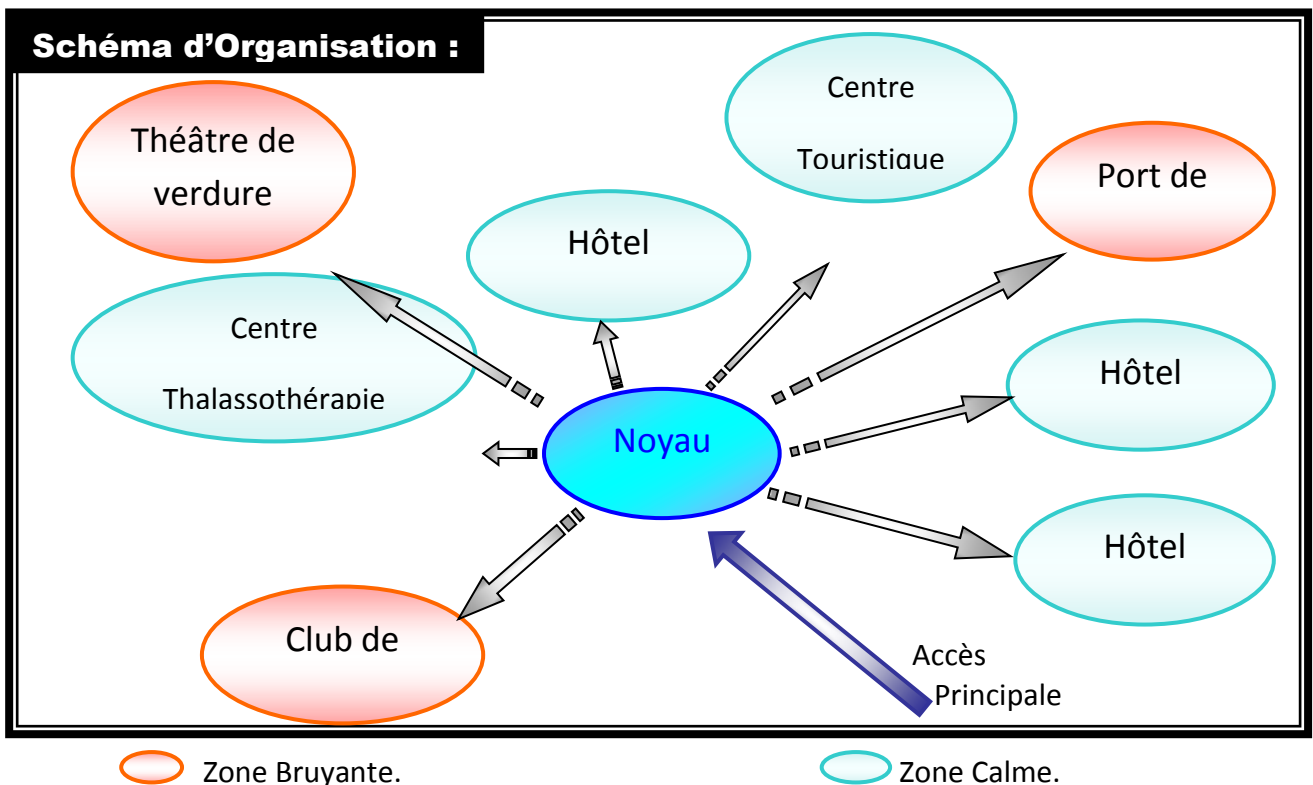 Schéma d'Organisation :
Théâtre de
verdure
Centre
Touristique
Port de
Hôtel
Centre
Thalassothérapie
Hôtel
Noyau
Hôtel
Club de
Accès
Principale
Zone Bruyante.
Zone Calme.